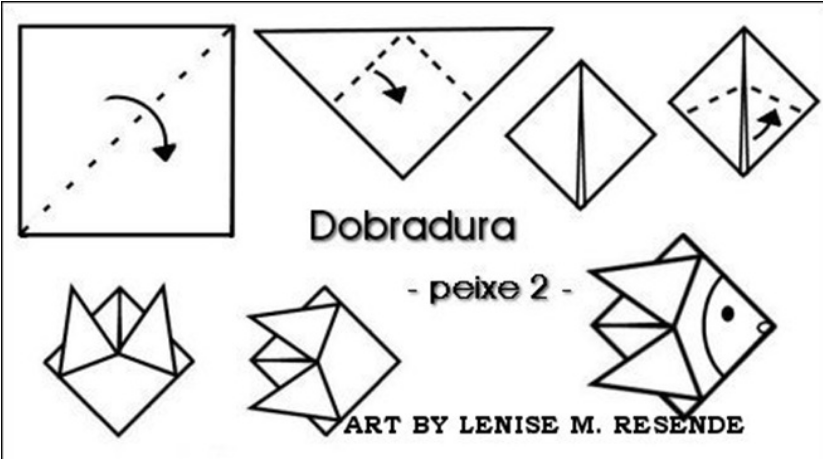 Dobradura
- peixe 2 -
ART BY LENISE M. RESENDE